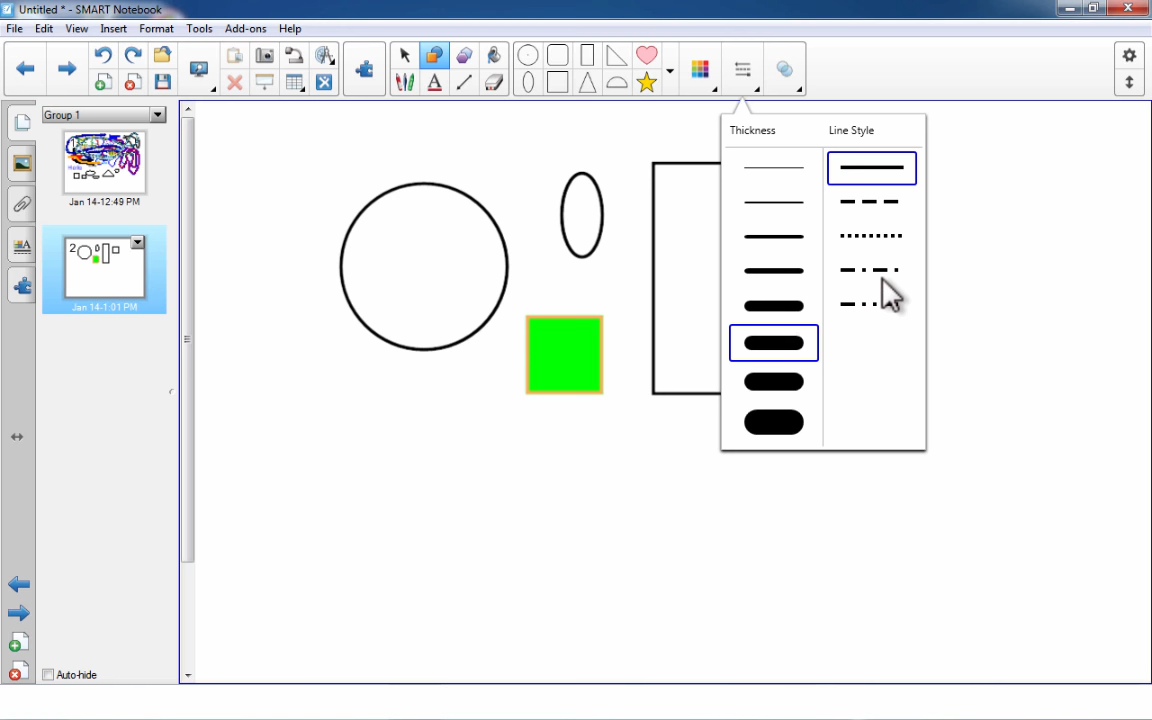 Untitled * - SMART Notebook
File Edit View Insert Format Tools Add-ons Help
Group 1
Jan 14-12:49 PM
2
Jan 14-1:01 PM
Auto-hide
Thickness Line Style